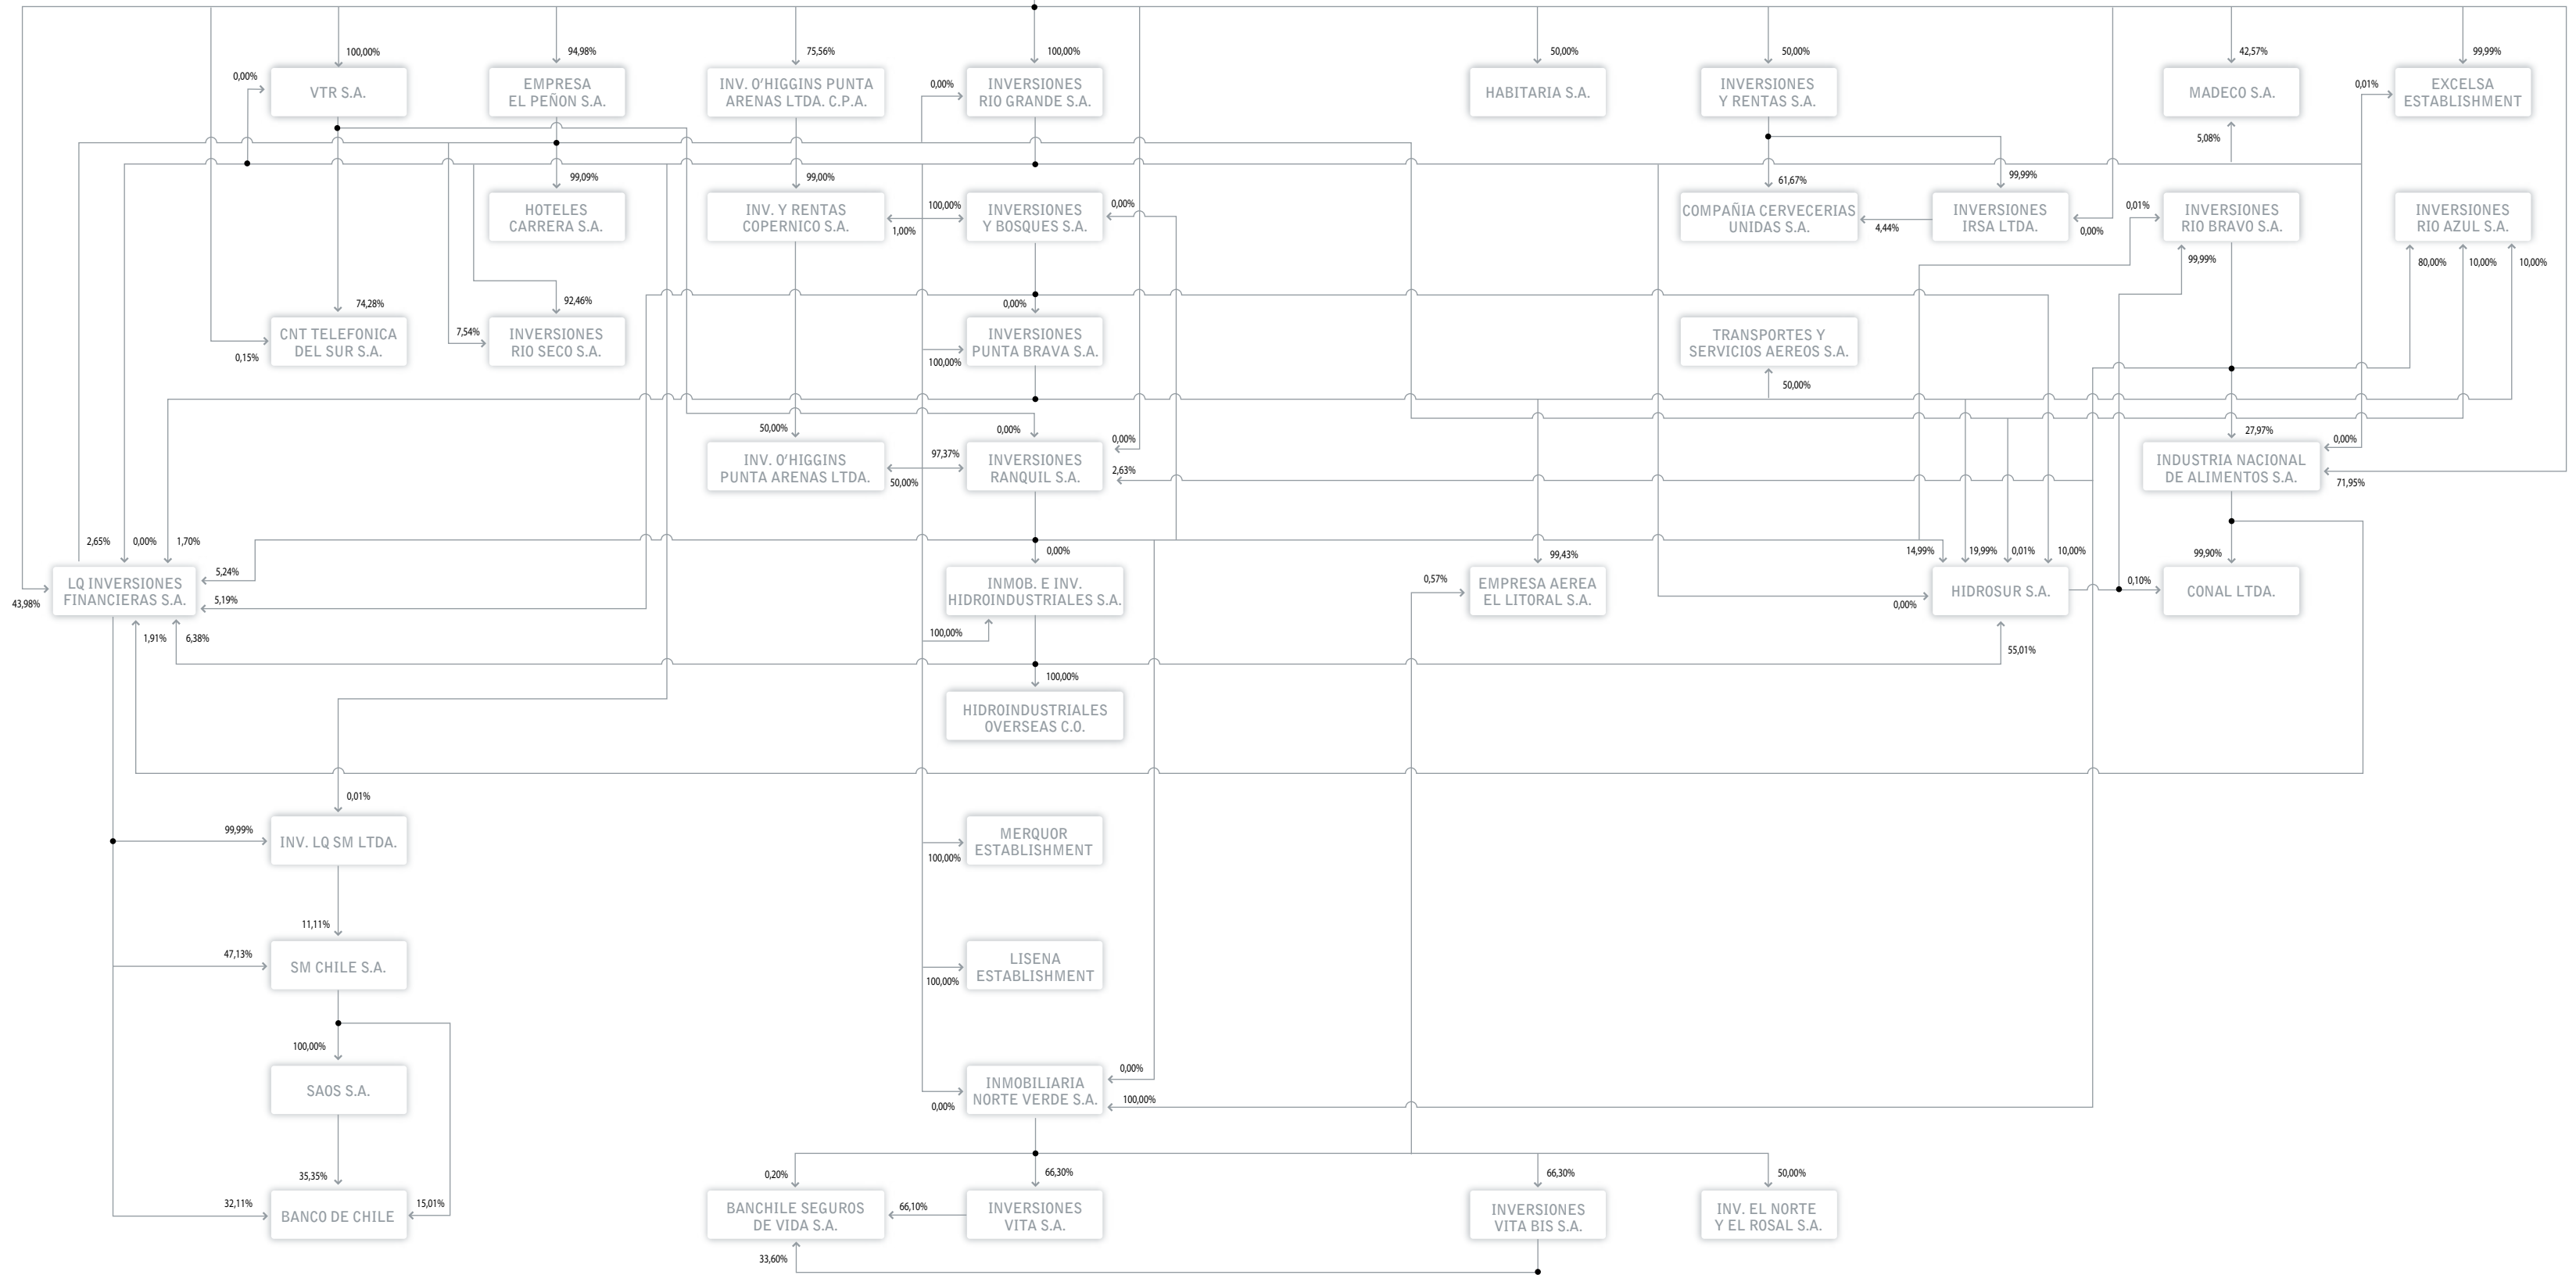 100,00%
94,98%
75,56%
100,00%
50,00%
50,00%
42,57%
99,99%
0,00%
0,00%
0,01%
VTR S.A.
EMPRESA
EL PEÑON S.A.
INV. O'HIGGINS PUNTA
ARENAS LTDA. C.P.A.
INVERSIONES
RIO GRANDE S.A.
HABITARIA S.A.
INVERSIONES
Y RENTAS S.A.
MADECO S.A.
EXCELSA
ESTABLISHMENT
5,08%
99,09%
99,00%
61,67%
99,99%
HOTELES
CARRERA S.A.
INV. Y RENTAS
COPERNICO S.A.
100,00%
1,00%
INVERSIONES
Y BOSQUES S.A.
0,00%
COMPAÑIA CERVECERIAS
UNIDAS S.A.
4,44%
INVERSIONES
IRSA LTDA.
0,00%
0,01%
INVERSIONES
RIO BRAVO S.A.
INVERSIONES
RIO AZUL S.A.
99,99%
80,00%
10,00%
10,00%
74,28%
92,46%
0,00%
CNT TELEFONICA
DEL SUR S.A.
0,15%
7,54%
INVERSIONES
RIO SECO S.A.
INVERSIONES
PUNTA BRAVA S.A.
100,00%
TRANSPORTES Y
SERVICIOS AEREOS S.A.
50,00%
50,00%
0,00%
0,00%
27,97%
0,00%
INV. O'HIGGINS
PUNTA ARENAS LTDA.
97,37%
50,00%
INVERSIONES
RANQUIL S.A.
2,63%
INDUSTRIA NACIONAL
DE ALIMENTOS S.A.
71,95%
2,65%
0,00%
1,70%
0,00%
99,43%
14,99%
19,99%
0,01%
10,00%
99,90%
43,98%
LQ INVERSIONES
FINANCIERAS S.A.
5,24%
5,19%
INMOB. E INV.
HIDROINDUSTRIALES S.A.
0,57%
EMPRESA AEREA
EL LITORAL S.A.
0,00%
HIDROSUR S.A.
0,10%
CONAL LTDA.
1,91%
6,38%
100,00%
55,01%
100,00%
HIDROINDUSTRIALES
OVERSEAS C.O.
0,01%
99,99%
INV. LQ SM LTDA.
MERQUOR
ESTABLISHMENT
100,00%
11,11%
47,13%
SM CHILE S.A.
LISENA
ESTABLISHMENT
100,00%
100,00%
SAOS S.A.
0,00%
INMOBILIARIA
NORTE VERDE S.A.
0,00%
100,00%
35,35%
0,20%
66,30%
66,30%
50,00%
32,11%
BANCO DE CHILE
15,01%
BANCHILE SEGUROS
DE VIDA S.A.
66,10%
INVERSIONES
VITA S.A.
INVERSIONES
VITA BIS S.A.
INV. EL NORTE
Y EL ROSAL S.A.
33,60%